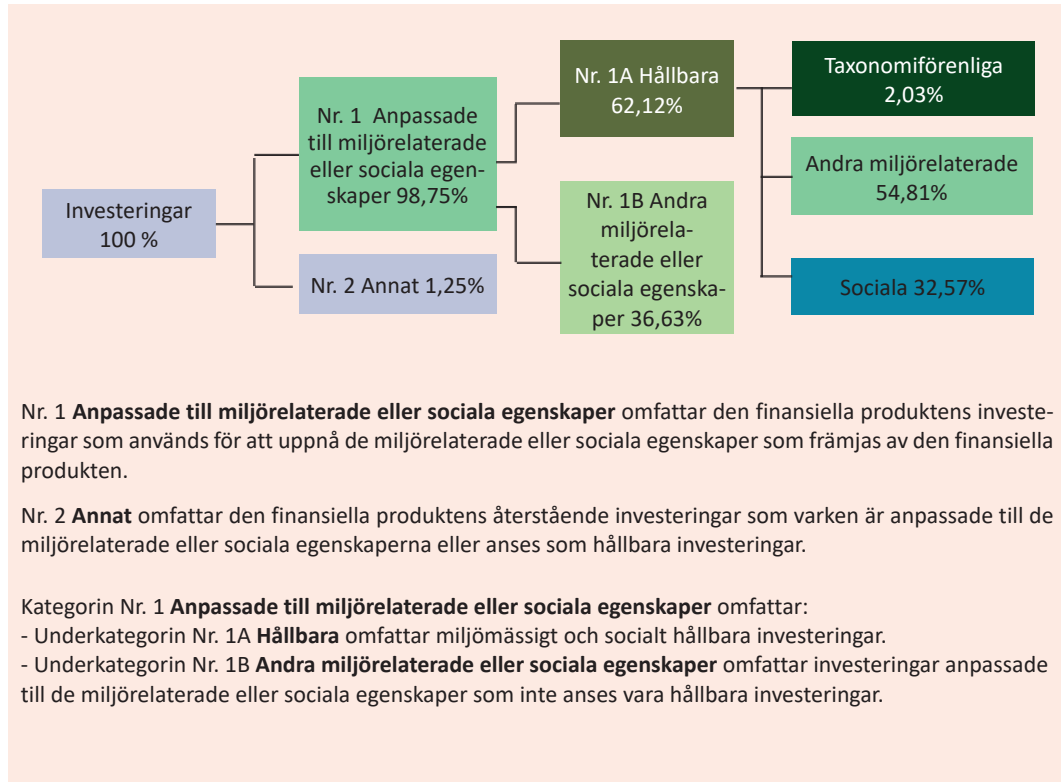 Investeringar
100 %
Nr. 1 Anpassade
till miljörelaterade
eller sociala egen-
skaper 98,75%
Nr. 2 Annat 1,25%
Nr. 1A Hållbara
62,12%
Nr. 1B Andra
miljörela-
terade eller
sociala egenska-
per 36,63%
Taxonomiförenliga
2,03%
Andra miljörelaterade
54,81%
Sociala 32,57%
Nr. 1 Anpassade till miljörelaterade eller sociala egenskaper omfattar den finansiella produktens investe-
ringar som används för att uppnå de miljörelaterade eller sociala egenskaper som främjas av den finansiella
produkten.
Nr. 2 Annat omfattar den finansiella produktens återstående investeringar som varken är anpassade till de
miljörelaterade eller sociala egenskaperna eller anses som hållbara investeringar.
Kategorin Nr. 1 Anpassade till miljörelaterade eller sociala egenskaper omfattar:
- Underkategorin Nr. 1A Hållbara omfattar miljömässigt och socialt hållbara investeringar.
- Underkategorin Nr. 1B Andra miljörelaterade eller sociala egenskaper omfattar investeringar anpassade
till de miljörelaterade eller sociala egenskaper som inte anses vara hållbara investeringar.